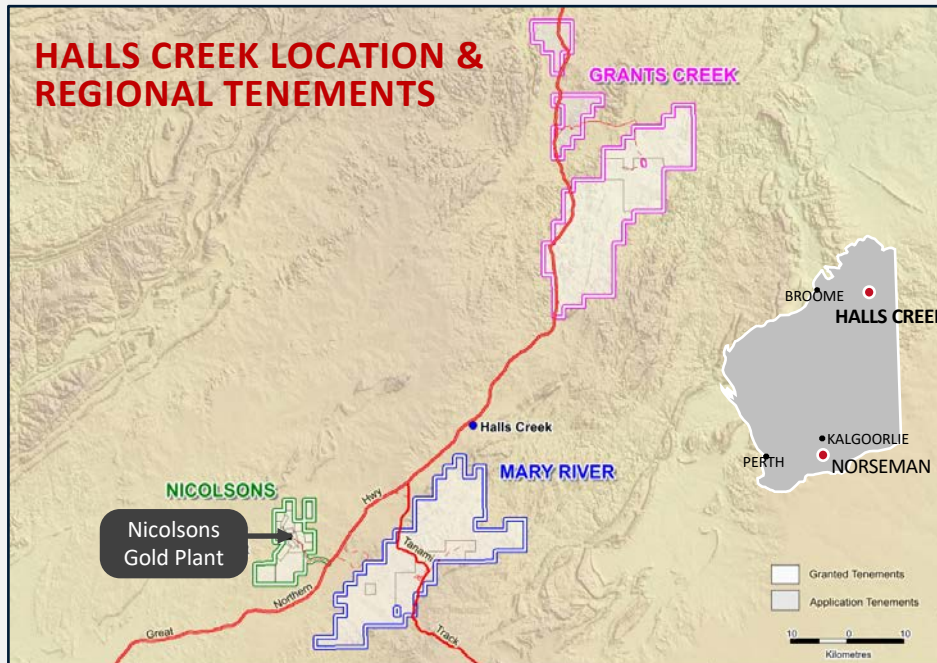 HALLS CREEK LOCATION &
REGIONAL TENEMENTS
GRANTS CREEK
BROOME
HALLS CREEK
KALGOORLIE
PERTH
NORSEMAN
Halls Creek
MARY RIVER
NICOLSONS
Nicolsons
Gold Plant
Great
Northern
Hwy
Tanami
Track
Granted Tenements
Application Tenements
10 0 10
Kilometres